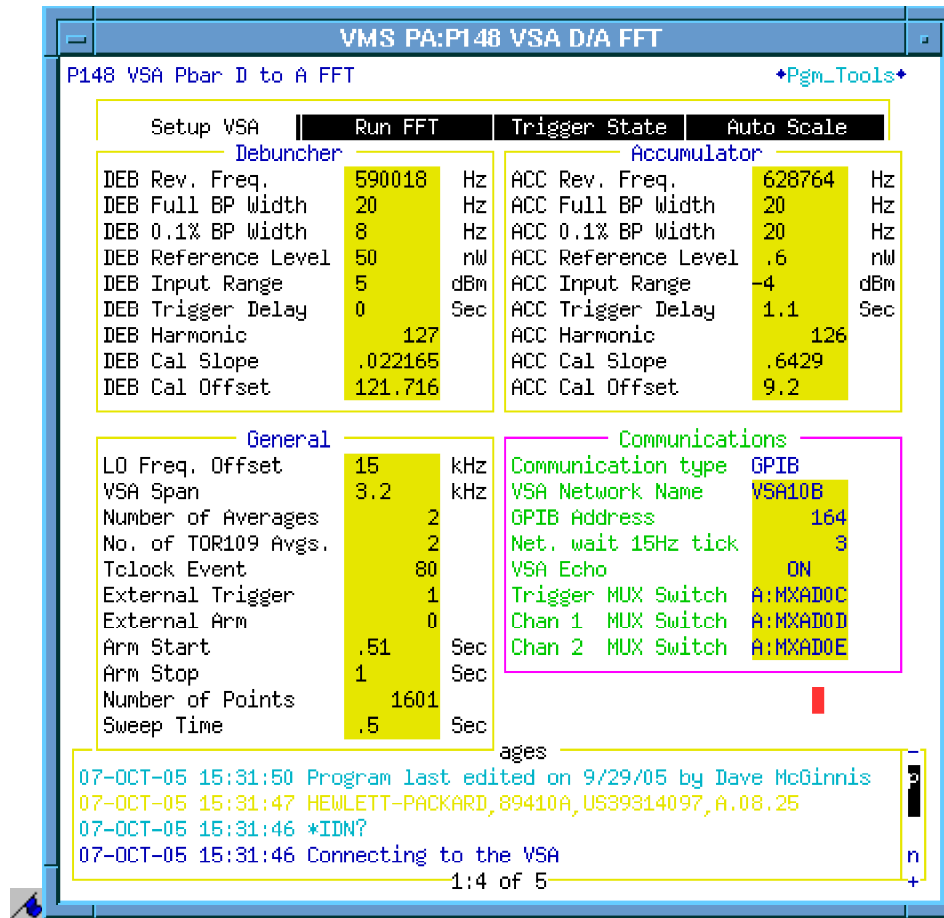 VMS PA:P148 VSA D/A FFT
P148 VSA Pbar D to A FFT ◆Pgm_Tools◆
Setup VSA Run FFT Trigger State Auto Scale
Debuncher
DEB Rev. Freq. 590018 Hz
DEB Full BP Width 20 Hz
DEB 0.1% BP Width 8 Hz
DEB Reference Level 50 nW
DEB Input Range 5 dBm
DEB Trigger Delay 0 Sec
DEB Harmonic 127
DEB Cal Slope .022165
DEB Cal Offset 121.716
Accumulator
ACC Rev. Freq. 628764 Hz
ACC Full BP Width 20 Hz
ACC 0.1% BP Width 20 Hz
ACC Reference Level .6 nW
ACC Input Range -4 dBm
ACC Trigger Delay 1.1 Sec
ACC Harmonic 126
ACC Cal Slope .6429
ACC Cal Offset 9.2
General
LO Freq. Offset 15 kHz
VSA Span 3.2 kHz
Number of Averages 2
No. of TOR109 Avgs. 2
Tclock Event 80
External Trigger 1
External Arm 0
Arm Start .51 Sec
Arm Stop 1 Sec
Number of Points 1601
Sweep Time .5 Sec
Communications
Communication type GPIB
VSA Network Name VSA10B
GPIB Address 164
Net. wait 15Hz tick 3
VSA Echo ON
Trigger MUX Switch A:MXADOC
Chan 1 MUX Switch A:MXADOD
Chan 2 MUX Switch A:MXADOE
ages
07-OCT-05 15:31:50 Program last edited on 9/29/05 by Dave McGinnis
07-OCT-05 15:31:47 HEWLETT-PACKARD,89410A,US39314097,A.08.25
07-OCT-05 15:31:46 *IDN?
07-OCT-05 15:31:46 Connecting to the VSA
1:4 of 5
- p n +